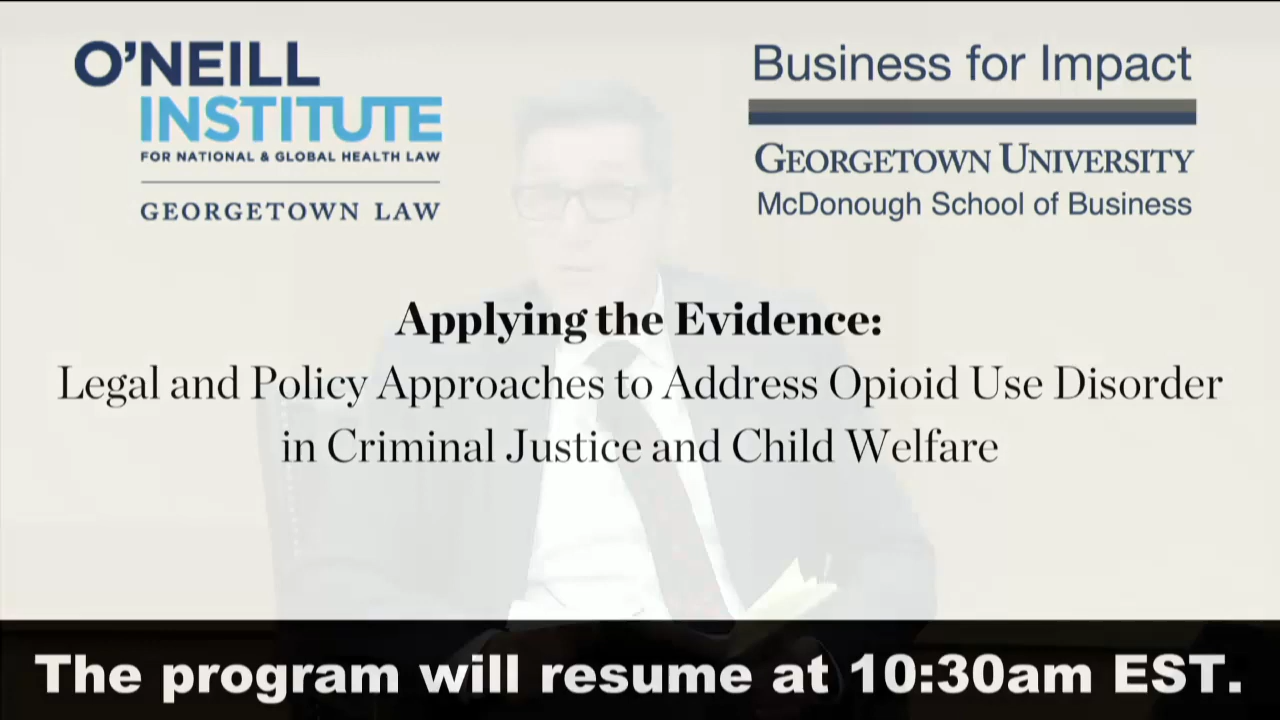 O'NEILL
INSTITUTE
FOR NATIONAL & GLOBAL HEALTH LAW
GEORGETOWN LAW
Business for Impact
GEORGETOWN UNIVERSITY
McDonough School of Business
Applying the Evidence:
Legal and Policy Approaches to Address Opioid Use Disorder
in Criminal Justice and Child Welfare
The program will resume at 10:30am EST.